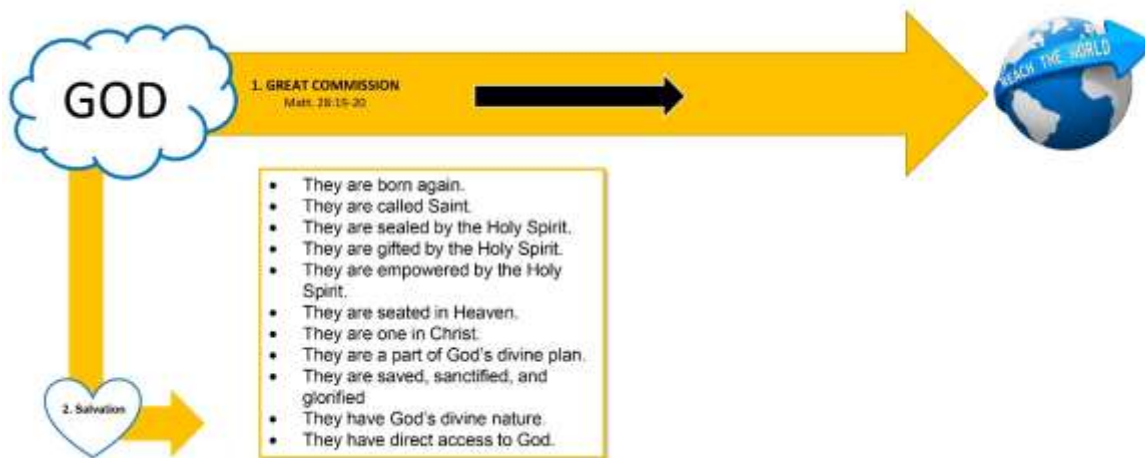 GOD
1. GREAT COMMISSION
Matt. 28:19-20
REACH THE WORLD
• They are born again.
• They are called Saint.
• They are sealed by the Holy Spirit.
• They are gifted by the Holy Spirit.
• They are empowered by the Holy
Spirit.
• They are seated in Heaven.
• They are one in Christ.
• They are a part of God's divine plan.
• They are saved, sanctified, and
glorified
• They have God's divine nature.
• They have direct access to God.
2. Salvation